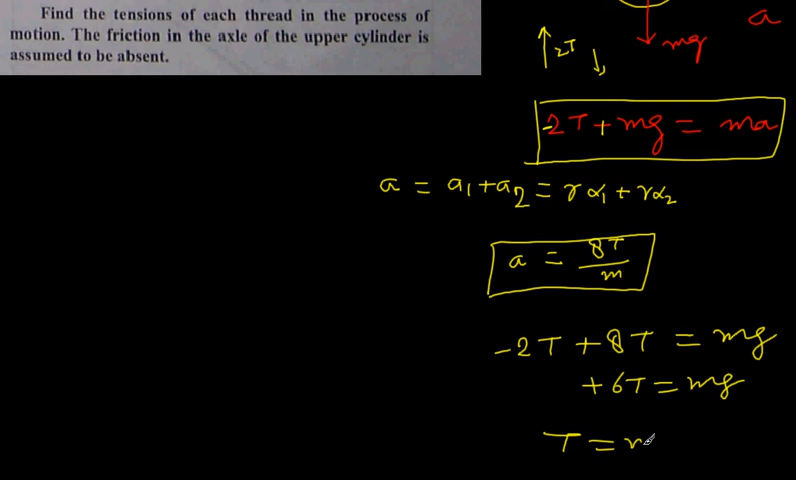 Find the tensions of each thread in the process of
motion. The friction in the axle of the upper cylinder is
assumed to be absent.
a
mg
2T
-2T + mg = ma
a = a₁ + a₂ = rα₁ + rα₂
a = 8T/m
-2T + 8T = mg
+6T = mg
T =